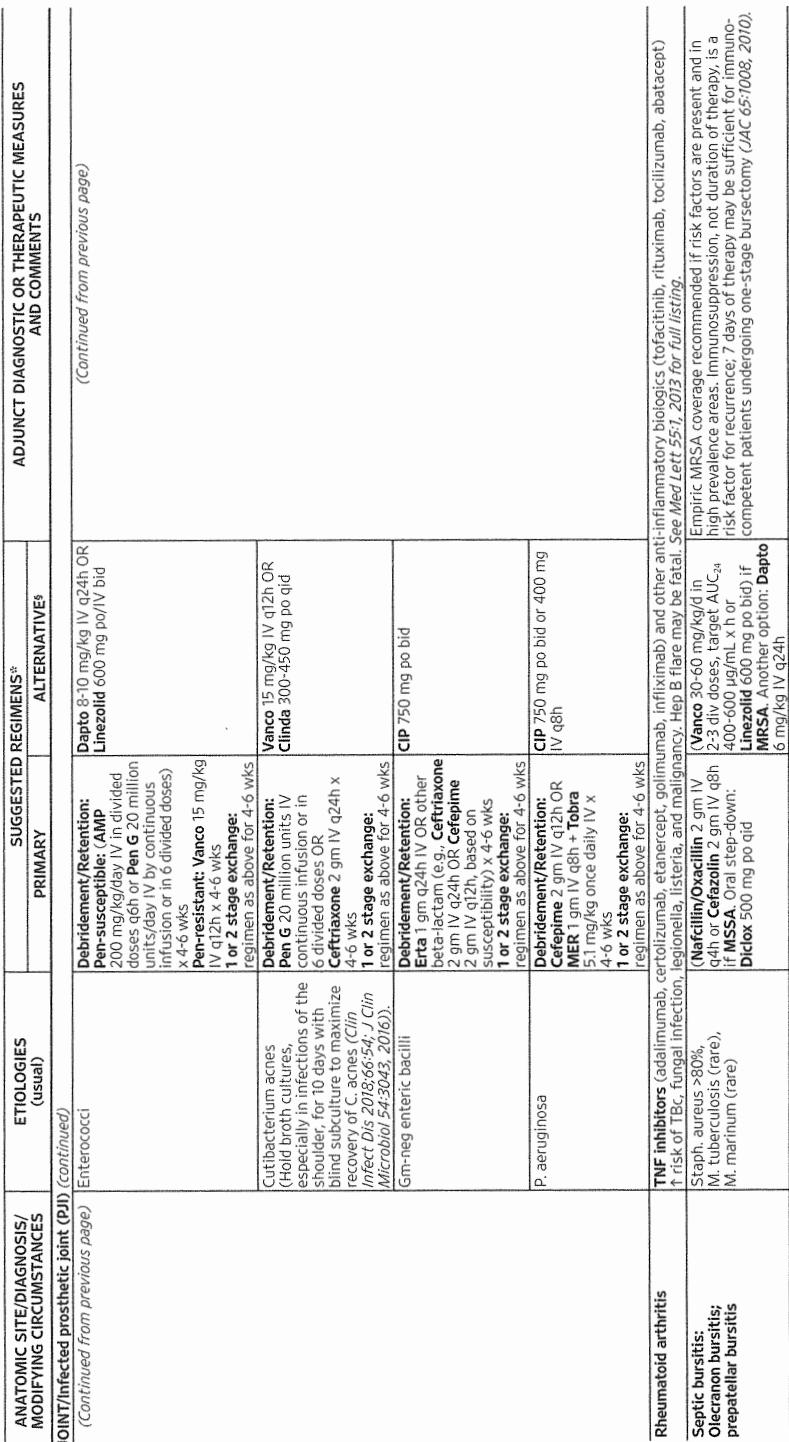 ANATOMIC SITE/DIAGNOSIS/
MODIFYING CIRCUMSTANCES
ETIOLOGIES
(usual)
SUGGESTED REGIMENS*
PRIMARY
ALTERNATIVE§
ADJUNCT DIAGNOSTIC OR THERAPEUTIC MEASURES
AND COMMENTS
JOINT/Infected prosthetic joint (PJI) (continued)
(Continued from previous page)
Enterococci
Debridement/Retention:
Pen-susceptible: (AMP
200 mg/kg/day IV in divided
doses q6h or Pen G 20 million
units/day IV by continuous
infusion or in 6 divided doses)
x 4-6 wks
Pen-resistant: Vanco 15 mg/kg
IV q12h x 4-6 wks
1 or 2 stage exchange:
regimen as above for 4-6 wks
Dapto 8-10 mg/kg IV q24h OR
Linezolid 600 mg po/IV bid
(Continued from previous page)
Cutibacterium acnes
(Hold broth cultures,
especially in infections of the
shoulder, for 10 days with
blind subculture to maximize
recovery of C. acnes (Clin
Infect Dis 2018;66:54; J Clin
Microbiol 54:3043, 2016)).
Debridement/Retention:
Pen G 20 million units IV
continuous infusion or in
6 divided doses OR
Ceftriaxone 2 gm IV q24h x
4-6 wks
1 or 2 stage exchange:
regimen as above for 4-6 wks
Vanco 15 mg/kg IV q12h OR
Clinda 300-450 mg po qid
Gm-neg enteric bacilli
Debridement/Retention:
Erta 1 gm q24h IV OR other
beta-lactam (e.g., Ceftriaxone
2 gm IV q24h OR Cefepime
2 gm IV q12h, based on
susceptibility) x 4-6 wks
1 or 2 stage exchange:
regimen as above for 4-6 wks
CIP 750 mg po bid
P. aeruginosa
Debridement/Retention:
Cefepime 2 gm IV q12h OR
MER 1 gm IV q8h + Tobra
5.1 mg/kg once daily IV x
4-6 wks
1 or 2 stage exchange:
regimen as above for 4-6 wks
CIP 750 mg po bid or 400 mg
IV q8h
Rheumatoid arthritis
TNF inhibitors (adalimumab, certolizumab, etanercept, golimumab, infliximab) and other anti-inflammatory biologics (tofacitinib, rituximab, tocilizumab, abatacept)
↑ risk of TBc, fungal infection, legionella, listeria, and malignancy. Hep B flare may be fatal. See Med Lett 55:1, 2013 for full listing.
Septic bursitis:
Olecranon bursitis;
prepatellar bursitis
Staph. aureus >80%,
M. tuberculosis (rare),
M. marinum (rare)
(Nafcillin/Oxacillin 2 gm IV
q4h or Cefazolin 2 gm IV q8h
if MSSA. Oral step-down:
Diclox 500 mg po qid
(Vanco 30-60 mg/kg/d in
2-3 div doses, target AUC24
400-600 µg/mL x h or
Linezolid 600 mg po bid) if
MRSA. Another option: Dapto
6 mg/kg IV q24h
Empiric MRSA coverage recommended if risk factors are present and in
high prevalence areas. Immunosuppression, not duration of therapy, is a
risk factor for recurrence; 7 days of therapy may be sufficient for immuno-
competent patients undergoing one-stage bursectomy (JAC 65:1008, 2010).